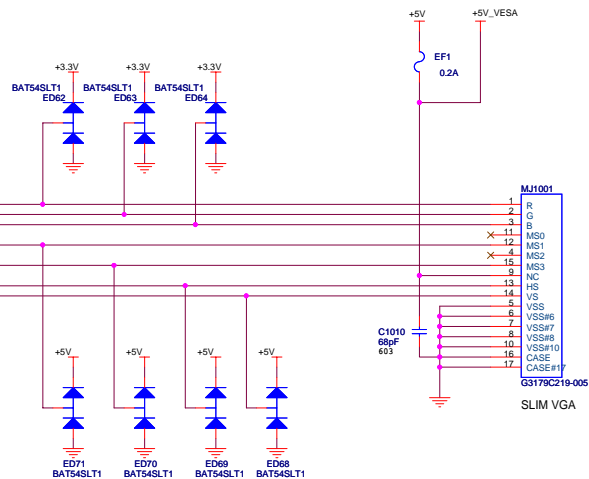 +5V
+5V_VESA
EF1
0.2A
+3.3V
+3.3V
+3.3V
BAT54SLT1
BAT54SLT1
BAT54SLT1
ED62
ED63
ED64
MJ1001
1 R
2 G
3 B
11 MS0
12 MS1
4 MS2
15 MS3
9 NC
13 HS
14 VS
5 VSS
6 VSS#6
7 VSS#7
8 VSS#8
10 VSS#10
16 CASE
17 CASE#17
G3179C219-005
SLIM VGA
C1010
68pF
603
+5V
+5V
+5V
+5V
ED71
ED70
ED69
ED68
BAT54SLT1
BAT54SLT1
BAT54SLT1
BAT54SLT1